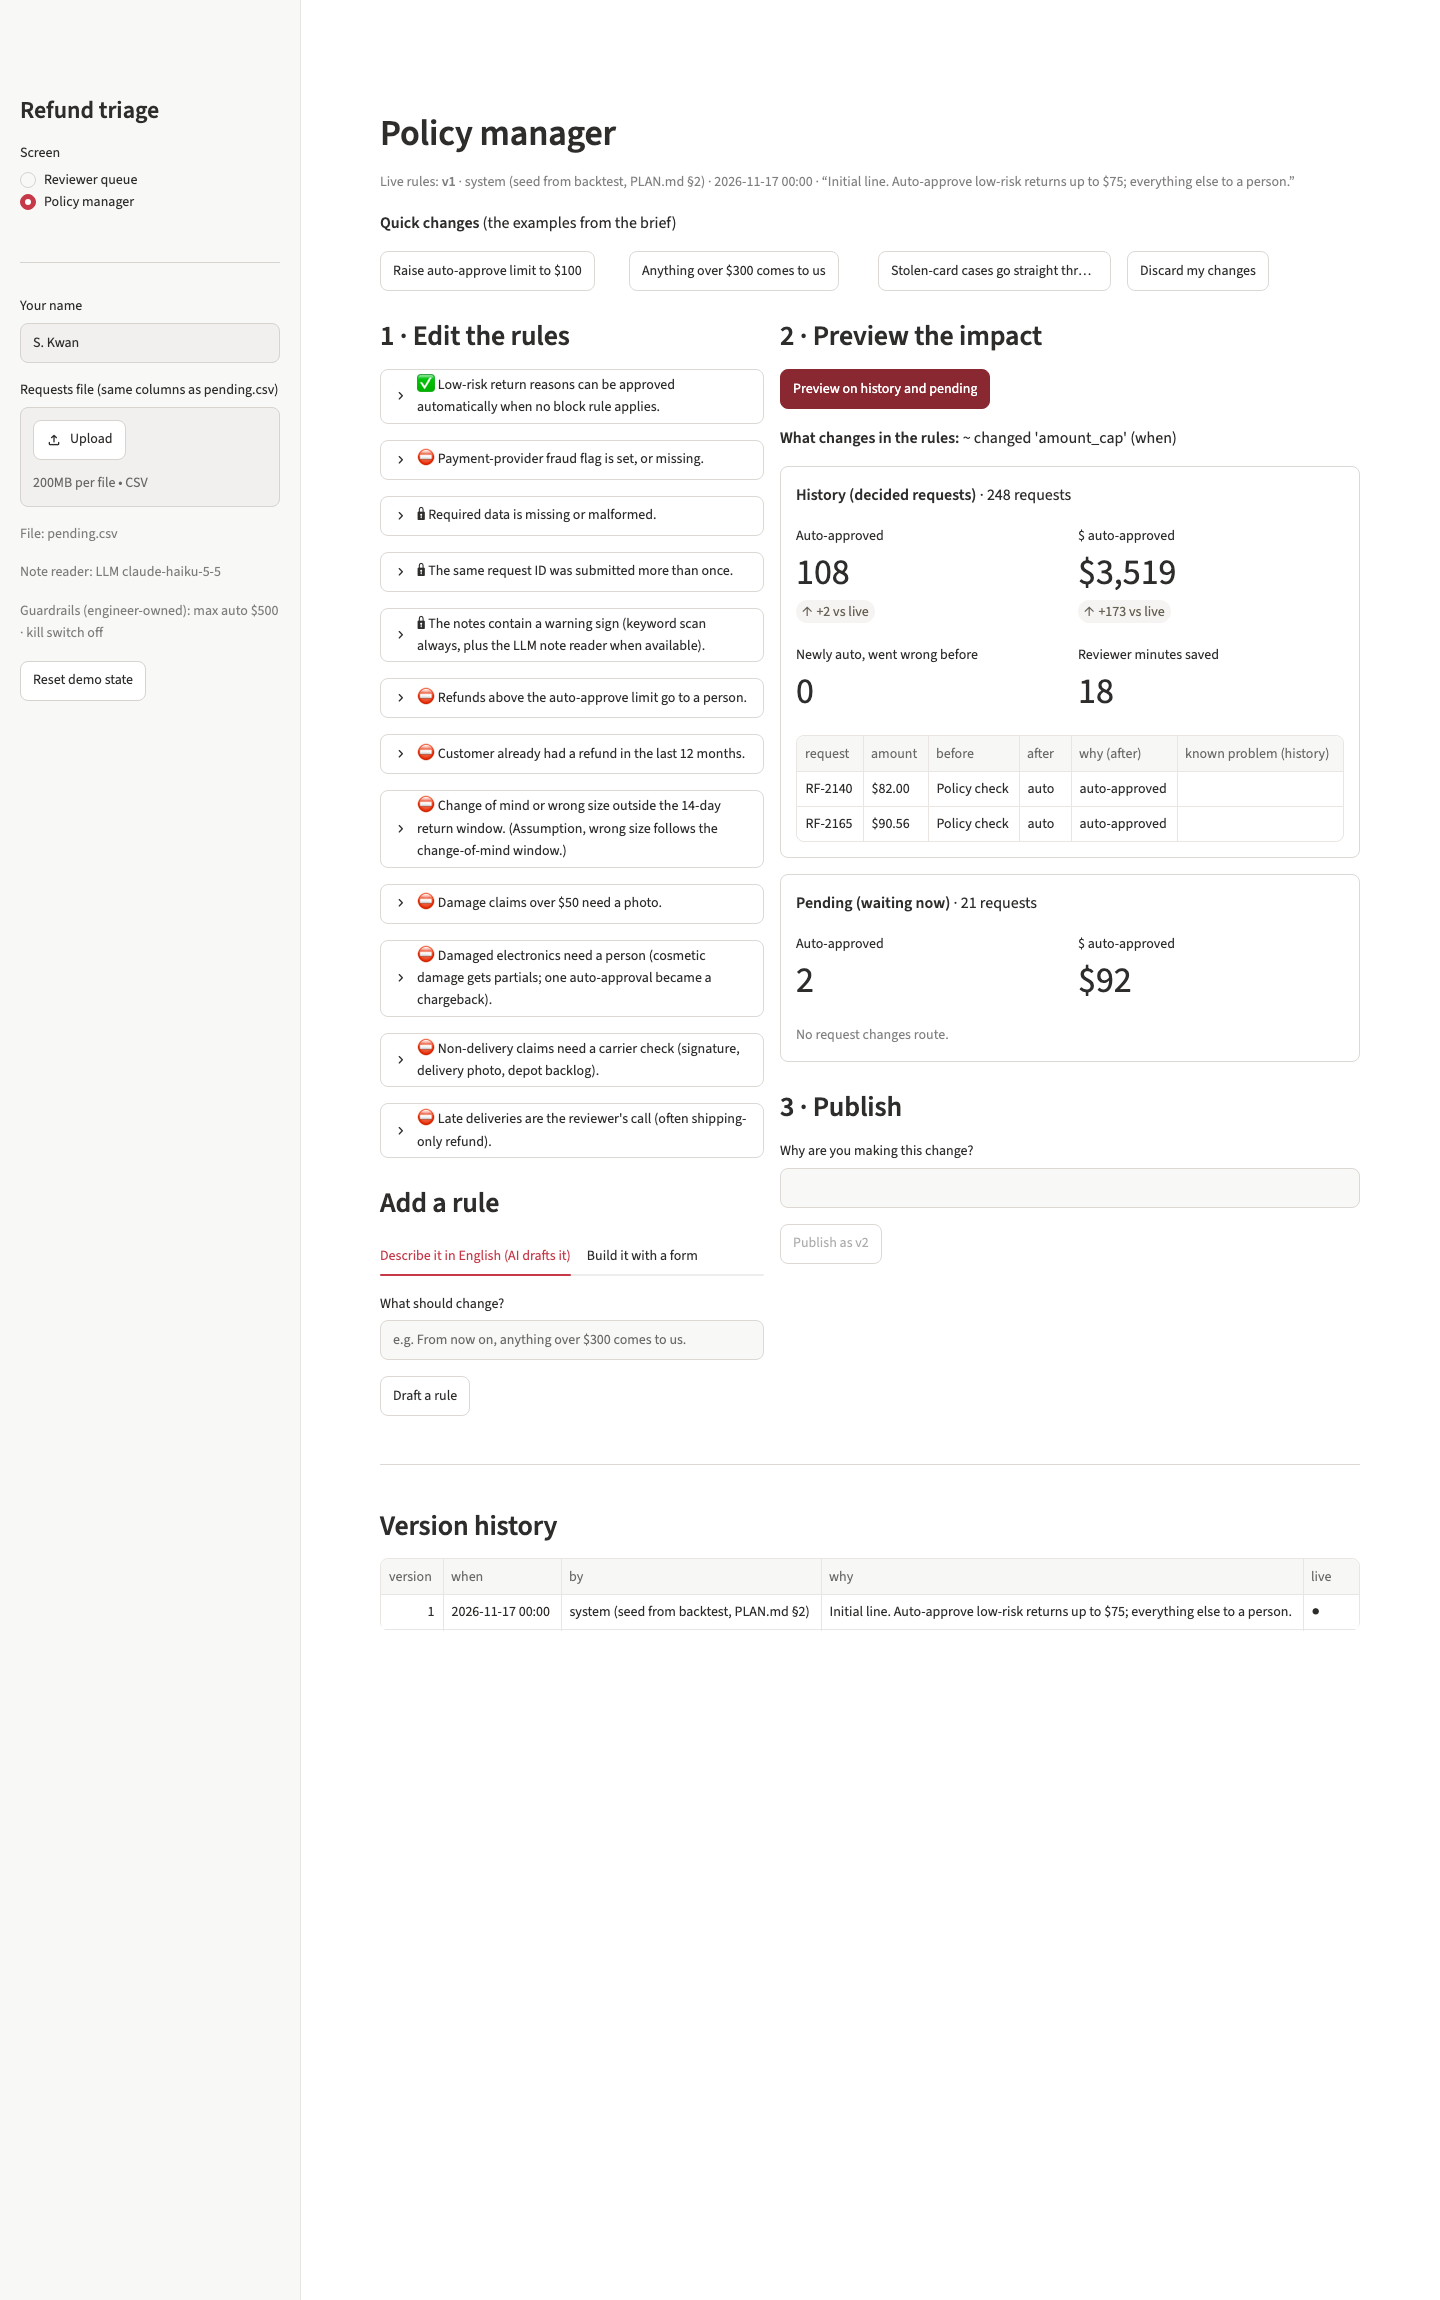 Refund triage
Screen
Reviewer queue
Policy manager
Your name
S. Kwan
Requests file (same columns as pending.csv)
Upload
200MB per file • CSV
File: pending.csv
Note reader: LLM claude-haiku-5-5
Guardrails (engineer-owned): max auto $500
· kill switch off
Reset demo state
Policy manager
Live rules: v1 · system (seed from backtest, PLAN.md §2) · 2026-11-17 00:00 · “Initial line. Auto-approve low-risk returns up to $75; everything else to a person.”
Quick changes (the examples from the brief)
Raise auto-approve limit to $100
Anything over $300 comes to us
Stolen-card cases go straight thr…
Discard my changes
1 · Edit the rules
✅ Low-risk return reasons can be approved
automatically when no block rule applies.
⛔ Payment-provider fraud flag is set, or missing.
🔒 Required data is missing or malformed.
🔒 The same request ID was submitted more than once.
🔒 The notes contain a warning sign (keyword scan
always, plus the LLM note reader when available).
⛔ Refunds above the auto-approve limit go to a person.
⛔ Customer already had a refund in the last 12 months.
⛔ Change of mind or wrong size outside the 14-day
return window. (Assumption, wrong size follows the
change-of-mind window.)
⛔ Damage claims over $50 need a photo.
⛔ Damaged electronics need a person (cosmetic
damage gets partials; one auto-approval became a
chargeback).
⛔ Non-delivery claims need a carrier check (signature,
delivery photo, depot backlog).
⛔ Late deliveries are the reviewer's call (often shipping-
only refund).
Add a rule
Describe it in English (AI drafts it)
Build it with a form
What should change?
e.g. From now on, anything over $300 comes to us.
Draft a rule
2 · Preview the impact
Preview on history and pending
What changes in the rules: ~ changed 'amount_cap' (when)
History (decided requests) · 248 requests
Auto-approved
$ auto-approved
108
$3,519
↑ +2 vs live
↑ +173 vs live
Newly auto, went wrong before
Reviewer minutes saved
0
18
request amount before after why (after) known problem (history)
RF-2140 $82.00 Policy check auto auto-approved
RF-2165 $90.56 Policy check auto auto-approved
Pending (waiting now) · 21 requests
Auto-approved
$ auto-approved
2
$92
No request changes route.
3 · Publish
Why are you making this change?
Publish as v2
Version history
version when by why live
1 2026-11-17 00:00 system (seed from backtest, PLAN.md §2) Initial line. Auto-approve low-risk returns up to $75; everything else to a person. ●